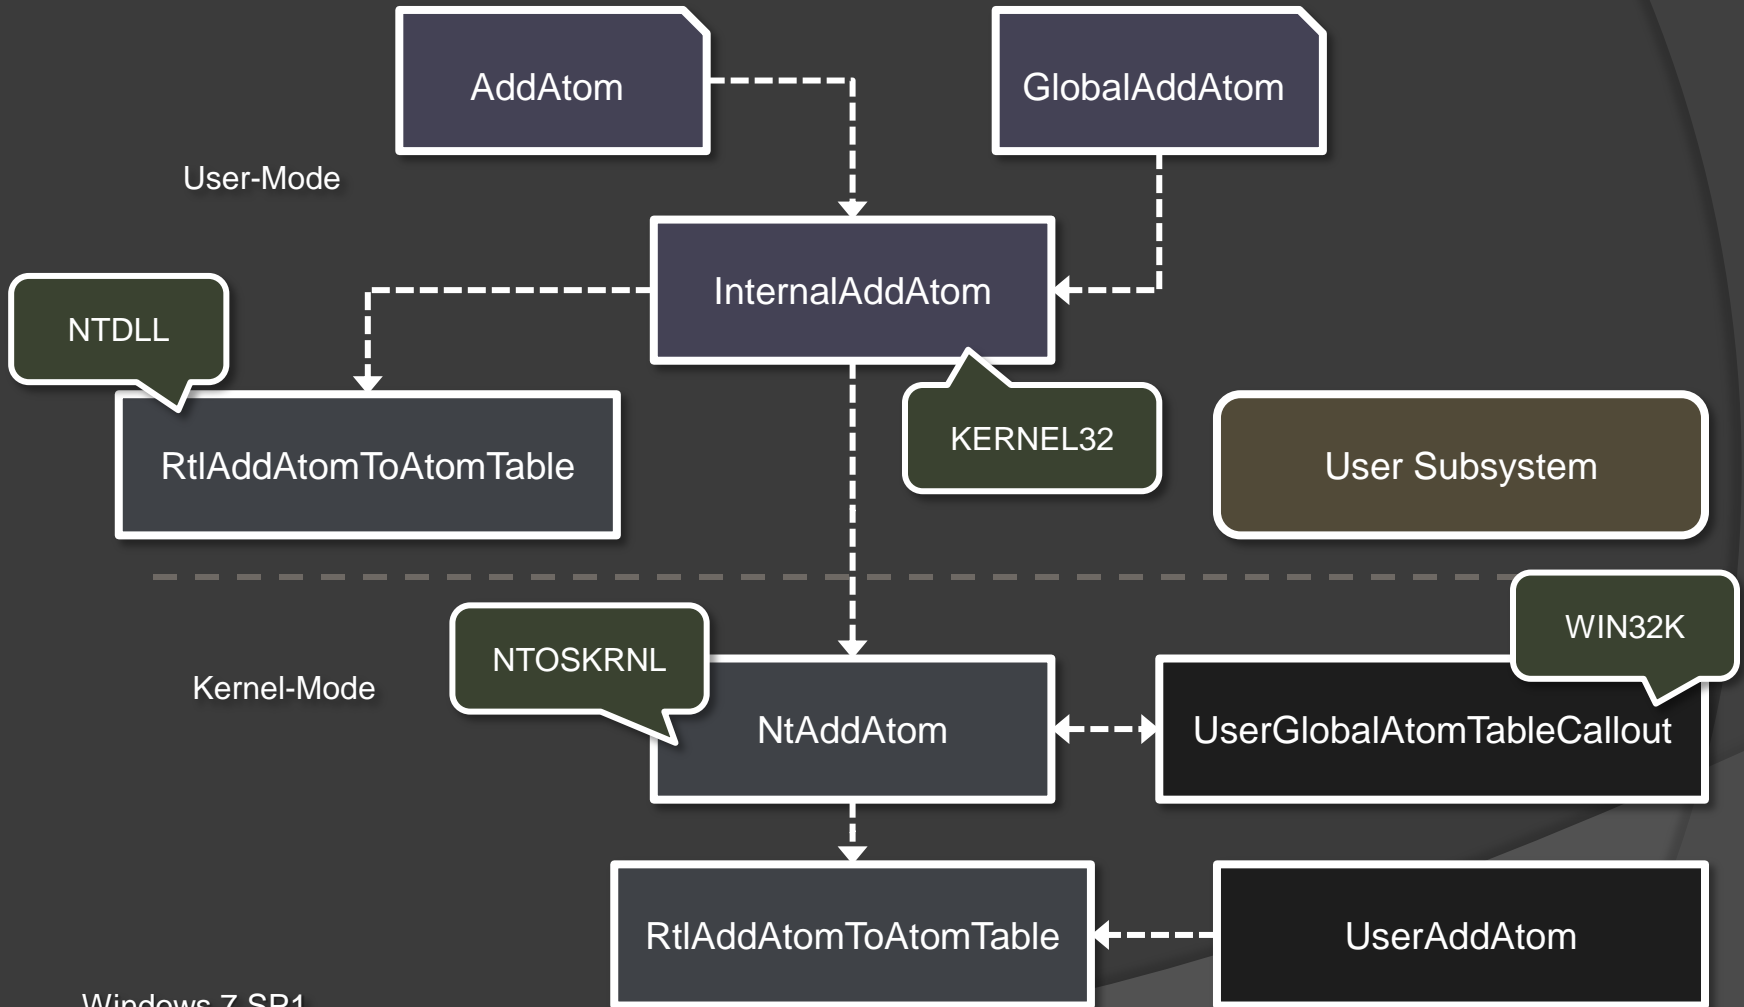 AddAtom
GlobalAddAtom
User-Mode
InternalAddAtom
NTDLL
KERNEL32
RtlAddAtomToAtomTable
User Subsystem
WIN32K
NTOSKRNL
Kernel-Mode
NtAddAtom
UserGlobalAtomTableCallout
RtlAddAtomToAtomTable
UserAddAtom
Windows 7 SP1